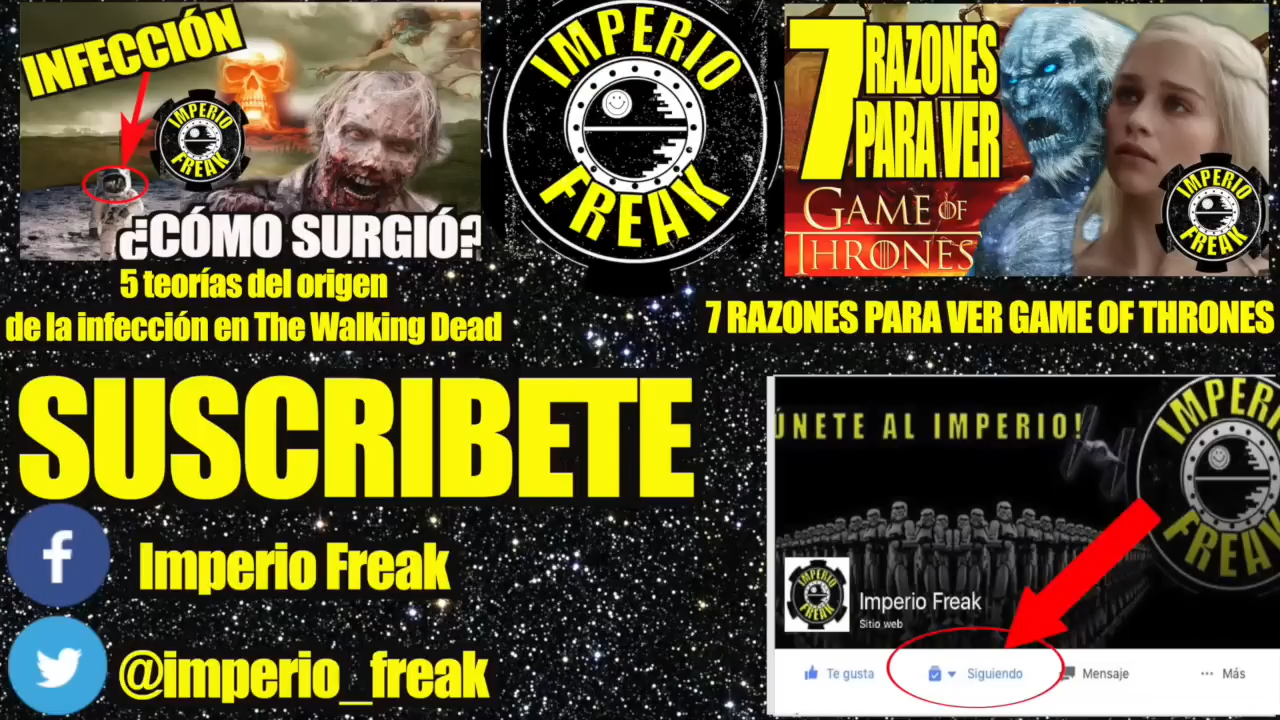 INFECCIÓN
IMPERIO
FREAK
¿CÓMO SURGIÓ?
5 teorías del origen
de la infección en The Walking Dead
IMPERIO
FREAK
7 RAZONES
PARA VER
GAME OF
THRONES
IMPERIO
FREAK
7 RAZONES PARA VER GAME OF THRONES
SUSCRIBETE
Imperio Freak
@imperio_freak
ÚNETE AL IMPERIO!
IMPERIO
FREAK
IMPERIO
FREAK
Imperio Freak
Sitio web
Te gusta
Siguiendo
Mensaje
Más